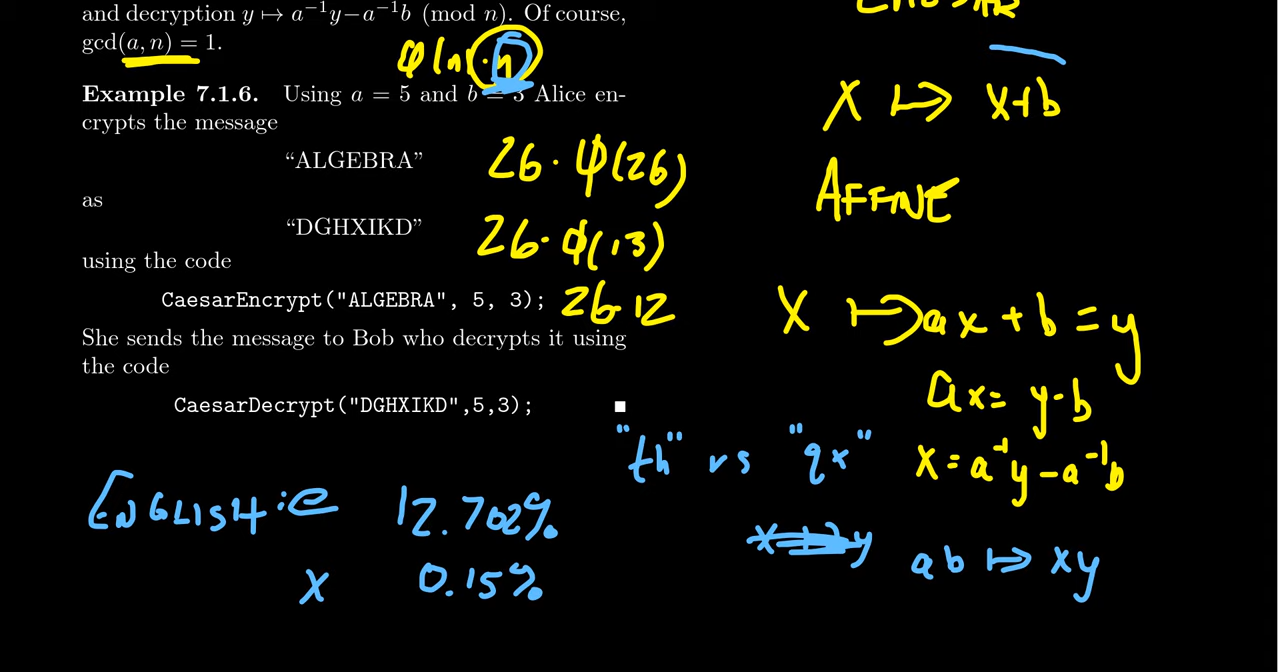 and decryption y ↦ a⁻¹y−a⁻¹b (mod n). Of course,
gcd(a, n) = 1.
φ(n)·n
Example 7.1.6. Using a = 5 and b = 3 Alice en-
crypts the message
"ALGEBRA"
as
"DGHXIKD"
using the code
CaesarEncrypt("ALGEBRA", 5, 3);
She sends the message to Bob who decrypts it using
the code
CaesarDecrypt("DGHXIKD",5,3);
26·φ(26)
26·φ(13)
26·12
X ↦ x+b
AFFINE
X ↦ ax + b = y
ax = y-b
x = a⁻¹y − a⁻¹b
"th" vs "qx"
ab ↦ xy
ENGLISH: e 12.702%
x 0.15%